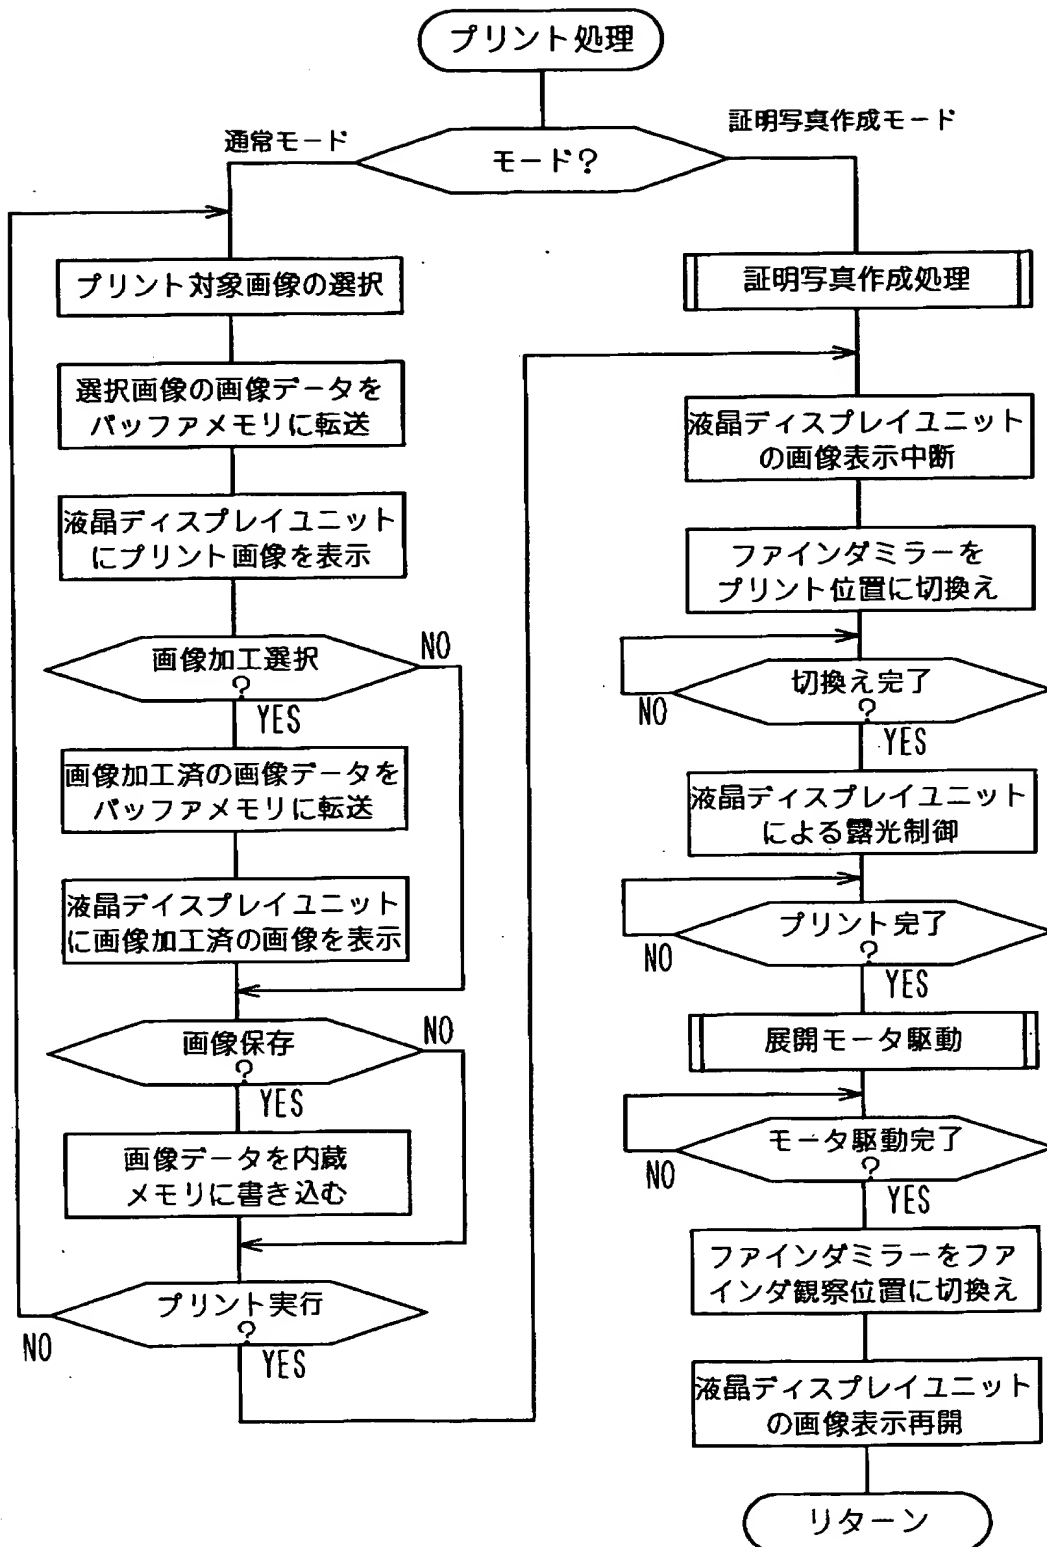 プリント処理
モード?
通常モード
証明写真作成モード
プリント対象画像の選択
選択画像の画像データを
バッファメモリに転送
液晶ディスプレイユニット
にプリント画像を表示
画像加工選択
?
NO
YES
画像加工済の画像データを
バッファメモリに転送
液晶ディスプレイユニット
に画像加工済の画像を表示
画像保存
?
NO
YES
画像データを内蔵
メモリに書き込む
プリント実行
?
NO
YES
証明写真作成処理
液晶ディスプレイユニット
の画像表示中断
ファインダミラーを
プリント位置に切換え
切換え完了
?
NO
YES
液晶ディスプレイユニット
による露光制御
プリント完了
?
NO
YES
展開モータ駆動
モータ駆動完了
?
NO
YES
ファインダミラーをファ
インダ観察位置に切換え
液晶ディスプレイユニット
の画像表示再開
リターン